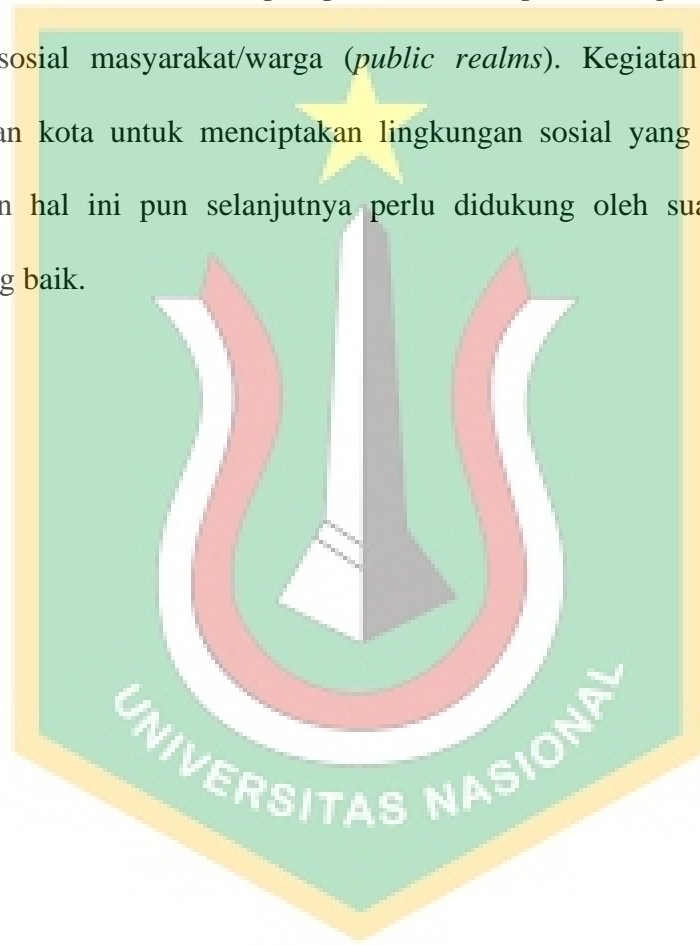 sosial masyarakat/warga (public realms). Kegiatan
an kota untuk menciptakan lingkungan sosial yang
n hal ini pun selanjutnya perlu didukung oleh sua
g baik.
UNIVERSITAS NASIONAL